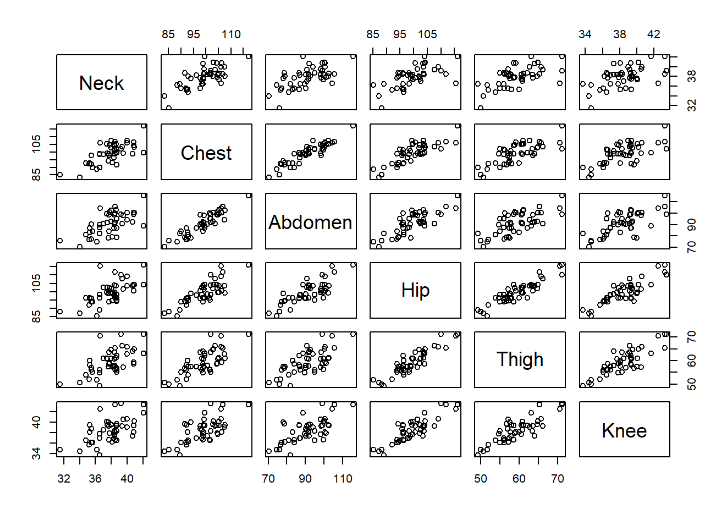 85 95 110
85 95 105
34 38 42
Neck
32 38
85 105
Chest
Abdomen
70 90
85 105
Hip
Thigh
50 60 70
34 40
Knee
32 36 40
70 90 110
50 60 70